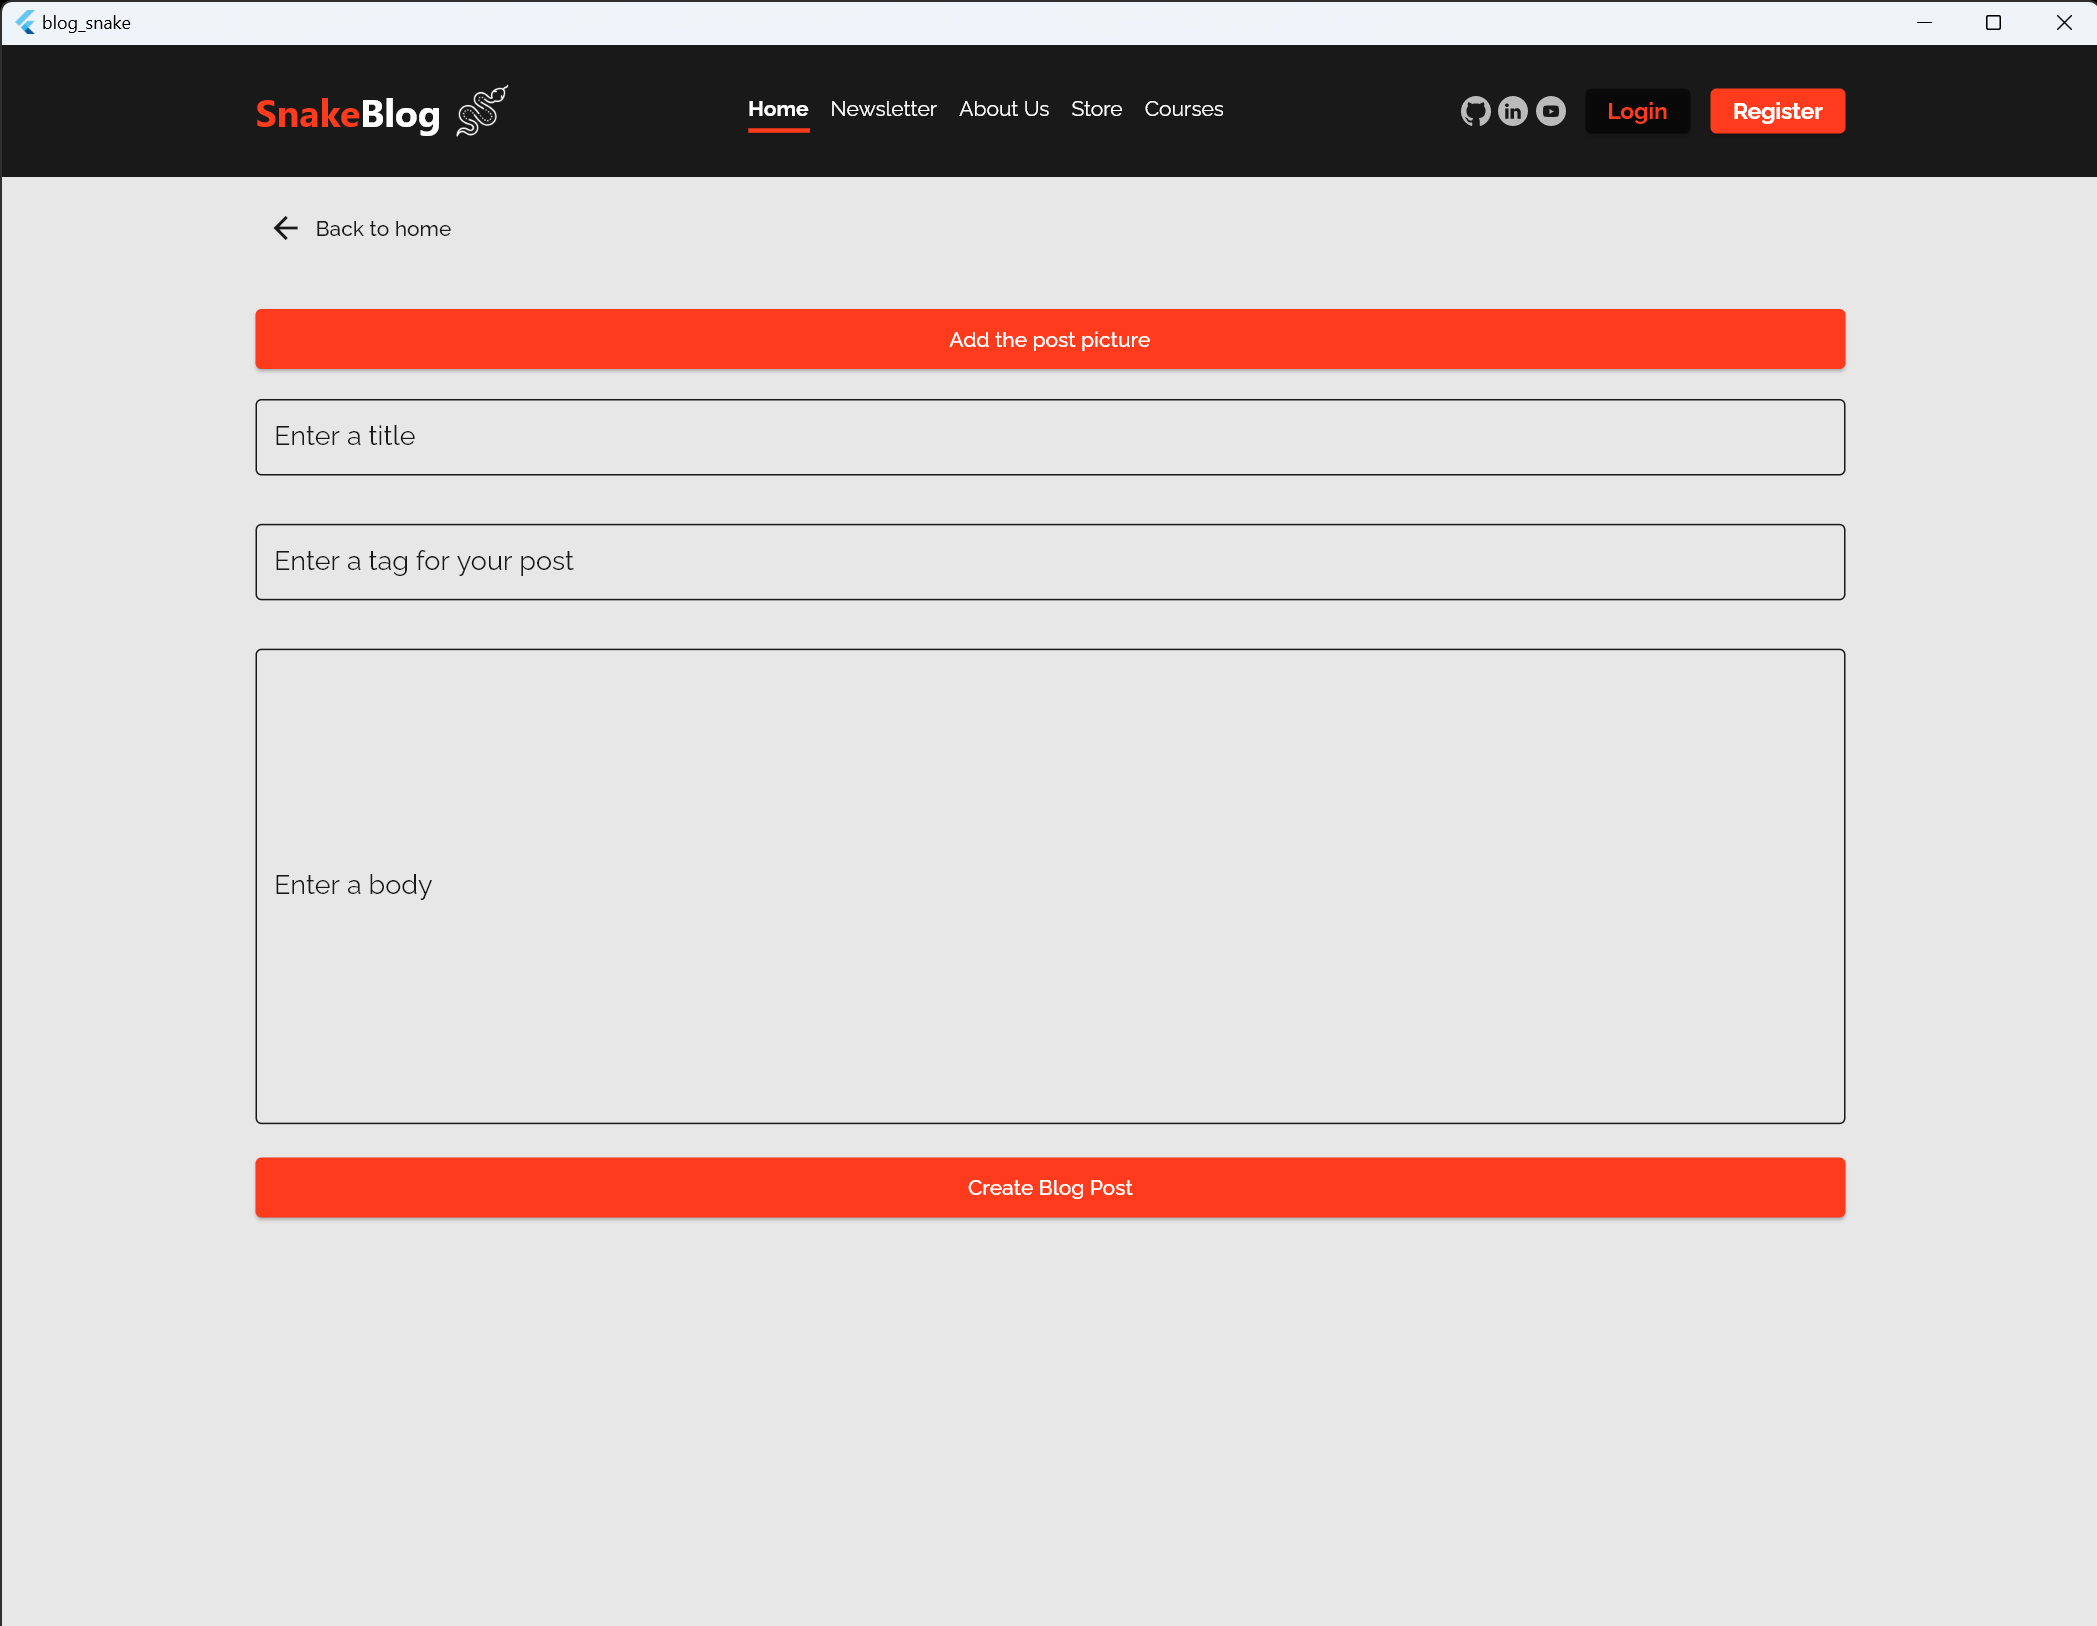 blog_snake
SnakeBlog
Home Newsletter About Us Store Courses
in
Login
Register
Back to home
Add the post picture
Enter a title
Enter a tag for your post
Enter a body
Create Blog Post